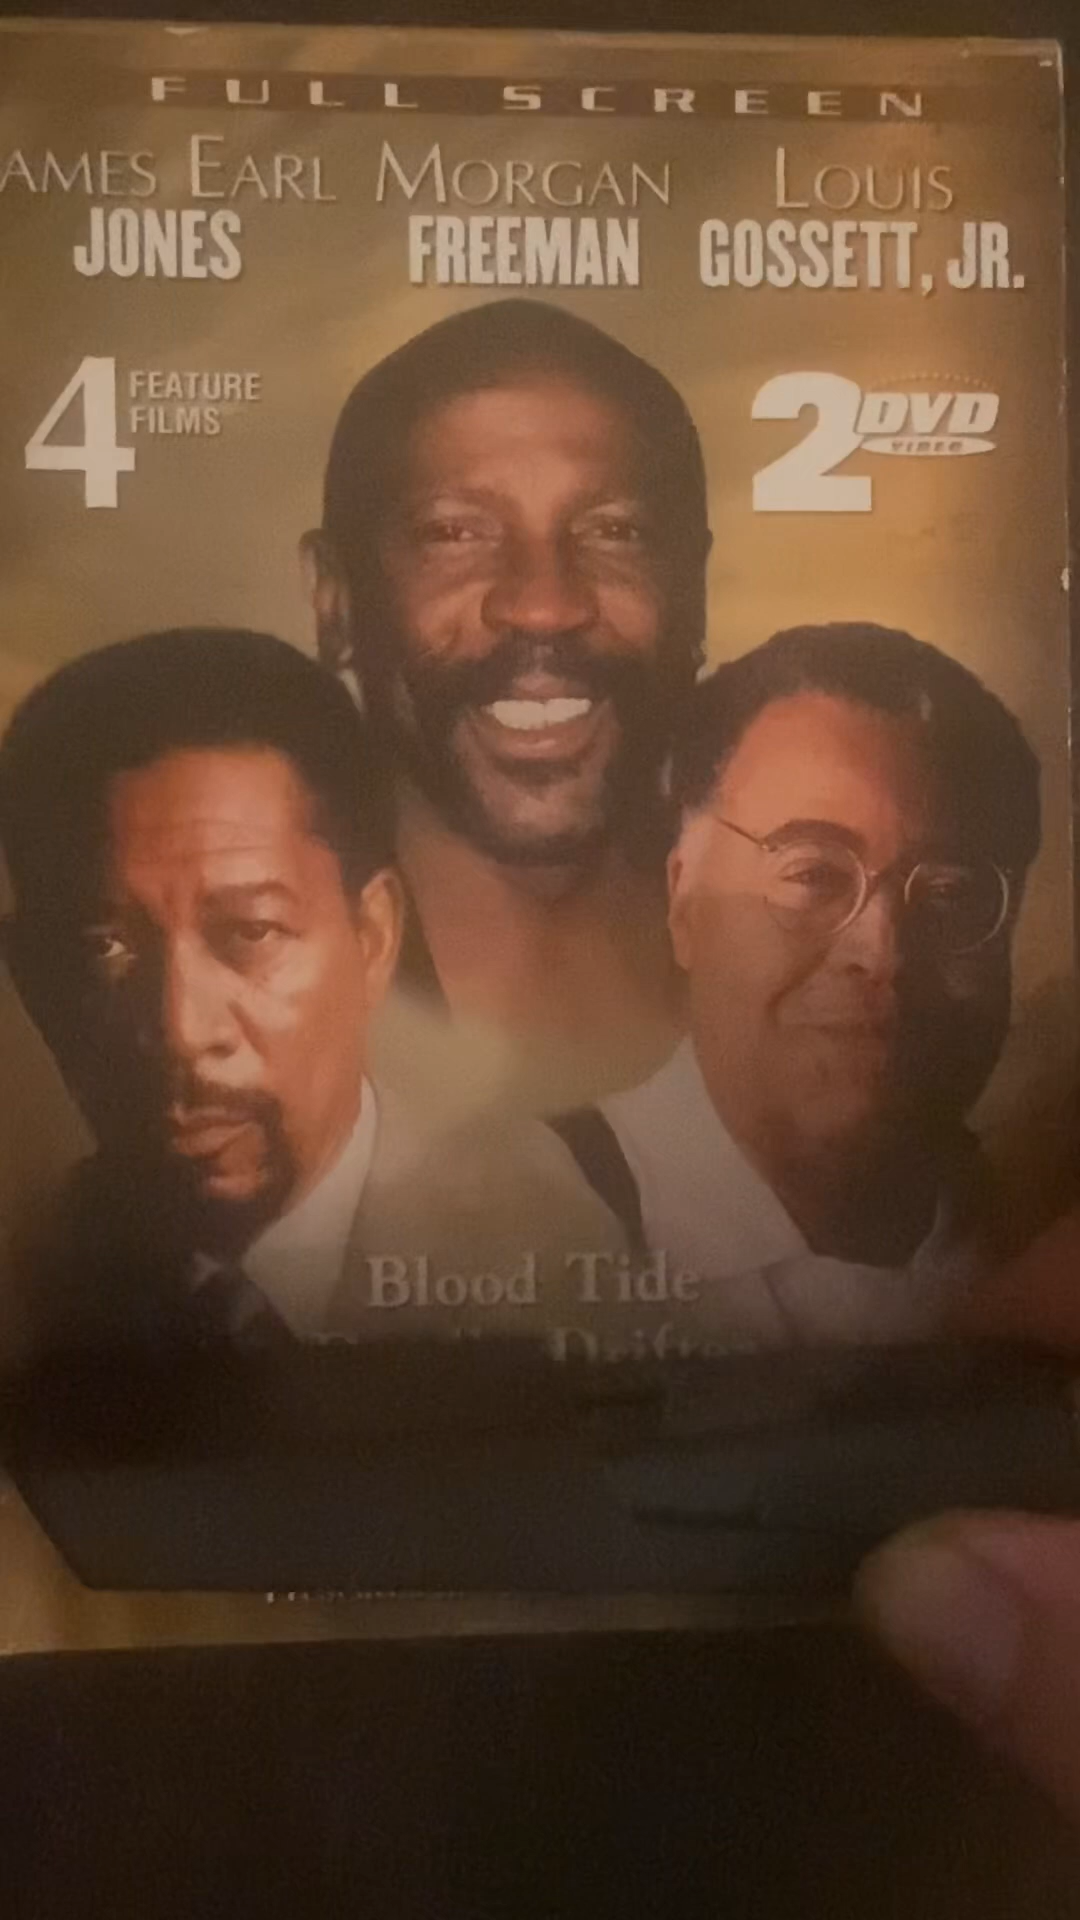 FULL SCREEN
AMES EARL JONES
MORGAN FREEMAN
LOUIS GOSSETT, JR.
4 FEATURE FILMS
2 DVD VIDEO
Blood Tide